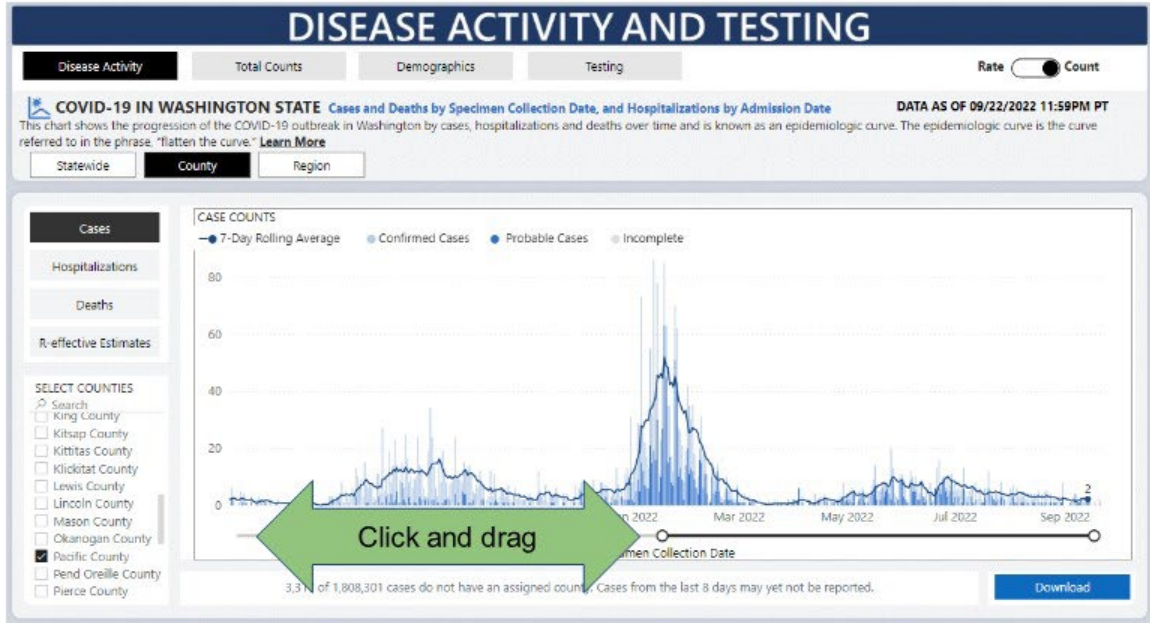 DISEASE ACTIVITY AND TESTING
Disease Activity Total Counts Demographics Testing Rate Count
COVID-19 IN WASHINGTON STATE Cases and Deaths by Specimen Collection Date, and Hospitalizations by Admission Date DATA AS OF 09/22/2022 11:59PM PT
This chart shows the progression of the COVID-19 outbreak in Washington by cases, hospitalizations and deaths over time and is known as an epidemiologic curve. The epidemiologic curve is the curve
referred to in the phrase, "flatten the curve." Learn More
Statewide County Region
Cases
Hospitalizations
Deaths
R-effective Estimates
SELECT COUNTIES
Search
King County
Kitsap County
Kittitas County
Klickitat County
Lewis County
Lincoln County
Mason County
Okanogan County
Pacific County
Pend Oreille County
Pierce County
CASE COUNTS
7-Day Rolling Average Confirmed Cases Probable Cases Incomplete
80
60
40
20
0
2
2022 Mar 2022 May 2022 Jul 2022 Sep 2022
Click and drag
Collection Date
of 1,808,301 cases do not have an assigned Cases from the last 8 days may yet not be reported.
Download